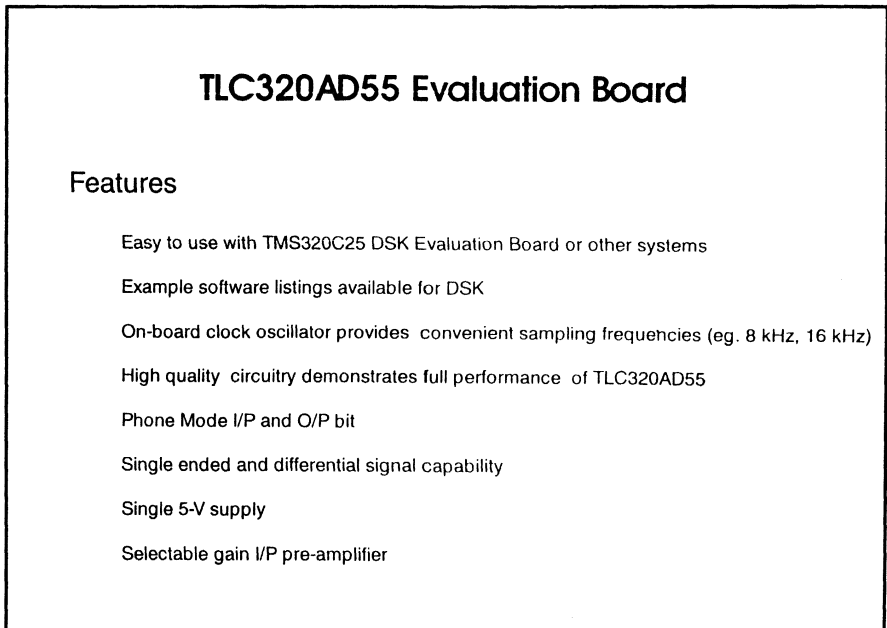 TLC320AD55 Evaluation Board
Features
Easy to use with TMS320C25 DSK Evaluation Board or other systems
Example software listings available for DSK
On-board clock oscillator provides convenient sampling frequencies (eg. 8 kHz, 16 kHz)
High quality circuitry demonstrates full performance of TLC320AD55
Phone Mode I/P and O/P bit
Single ended and differential signal capability
Single 5-V supply
Selectable gain I/P pre-amplifier